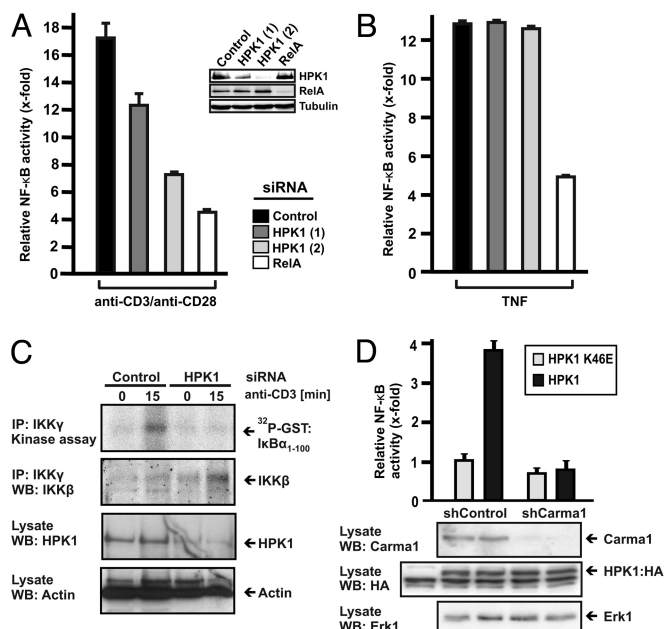 A
Relative NF-κB activity (x-fold)
18
16
14
12
10
8
6
4
2
0
anti-CD3/anti-CD28
Control
HPK1 (1)
HPK1 (2)
RelA
HPK1
RelA
Tubulin
siRNA
Control
HPK1 (1)
HPK1 (2)
RelA
B
Relative NF-κB activity (x-fold)
12
10
8
6
4
2
0
TNF
C
Control HPK1 siRNA
0 15 0 15 anti-CD3 [min]
IP: IKKγ
Kinase assay
32P-GST:
IκBα1-100
IP: IKKγ
WB: IKKβ
IKKβ
Lysate
WB: HPK1
HPK1
Lysate
WB: Actin
Actin
D
Relative NF-κB
activity (x-fold)
4
3
2
1
0
HPK1 K46E
HPK1
shControl shCarma1
Lysate
WB: Carma1
Carma1
Lysate
WB: HA
HPK1:HA
Lysate
WB: Erk1
Erk1